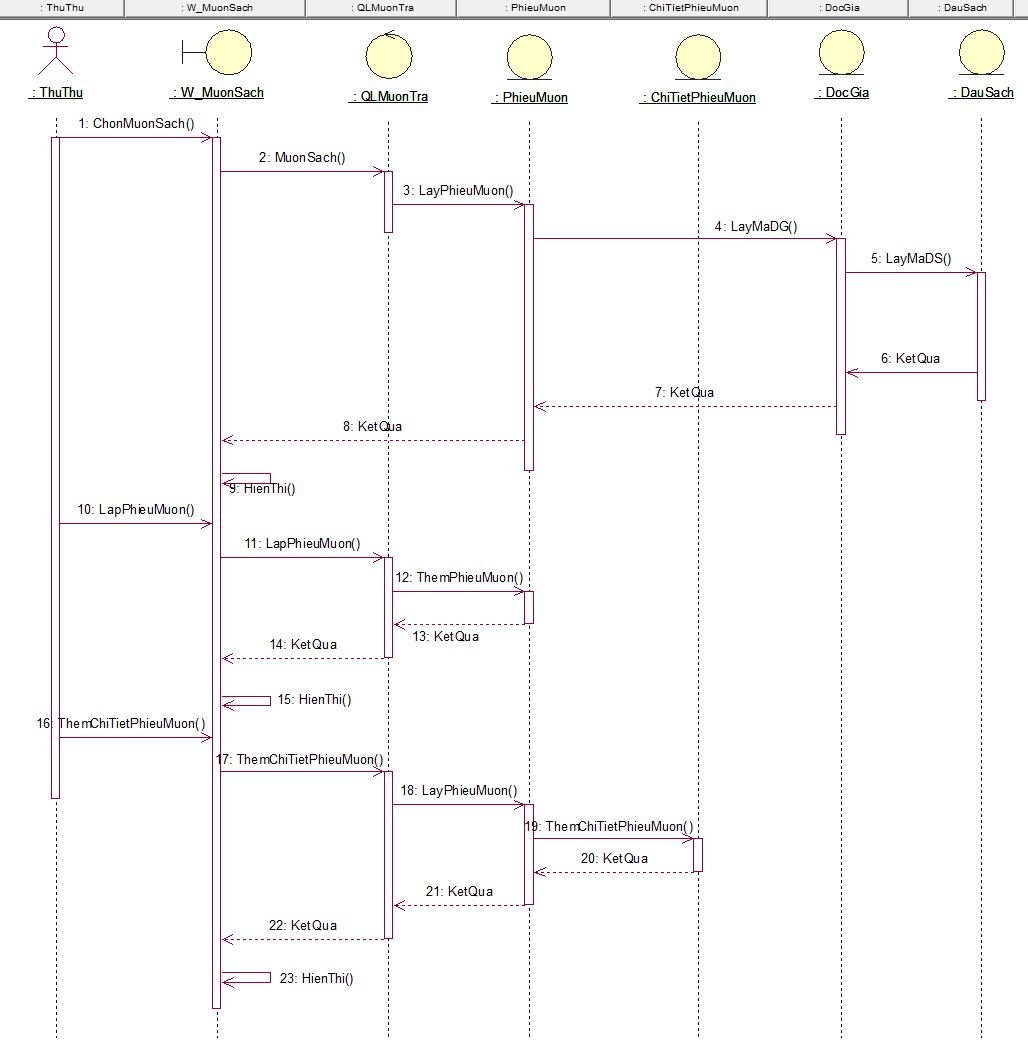 : ThuThu
: W_MuonSach
: QLMuonTra
: PhieuMuon
: ChiTietPhieuMuon
: DocGia
: DauSach
: ThuThu
: W_MuonSach
: QLMuonTra
: PhieuMuon
: ChiTietPhieuMuon
: DocGia
: DauSach
1: ChonMuonSach()
2: MuonSach()
3: LayPhieuMuon()
4: LayMaDG()
5: LayMaDS()
6: KetQua
7: KetQua
8: KetQua
9: HienThi()
10: LapPhieuMuon()
11: LapPhieuMuon()
12: ThemPhieuMuon()
13: KetQua
14: KetQua
15: HienThi()
16: ThemChiTietPhieuMuon()
17: ThemChiTietPhieuMuon()
18: LayPhieuMuon()
19: ThemChiTietPhieuMuon()
20: KetQua
21: KetQua
22: KetQua
23: HienThi()